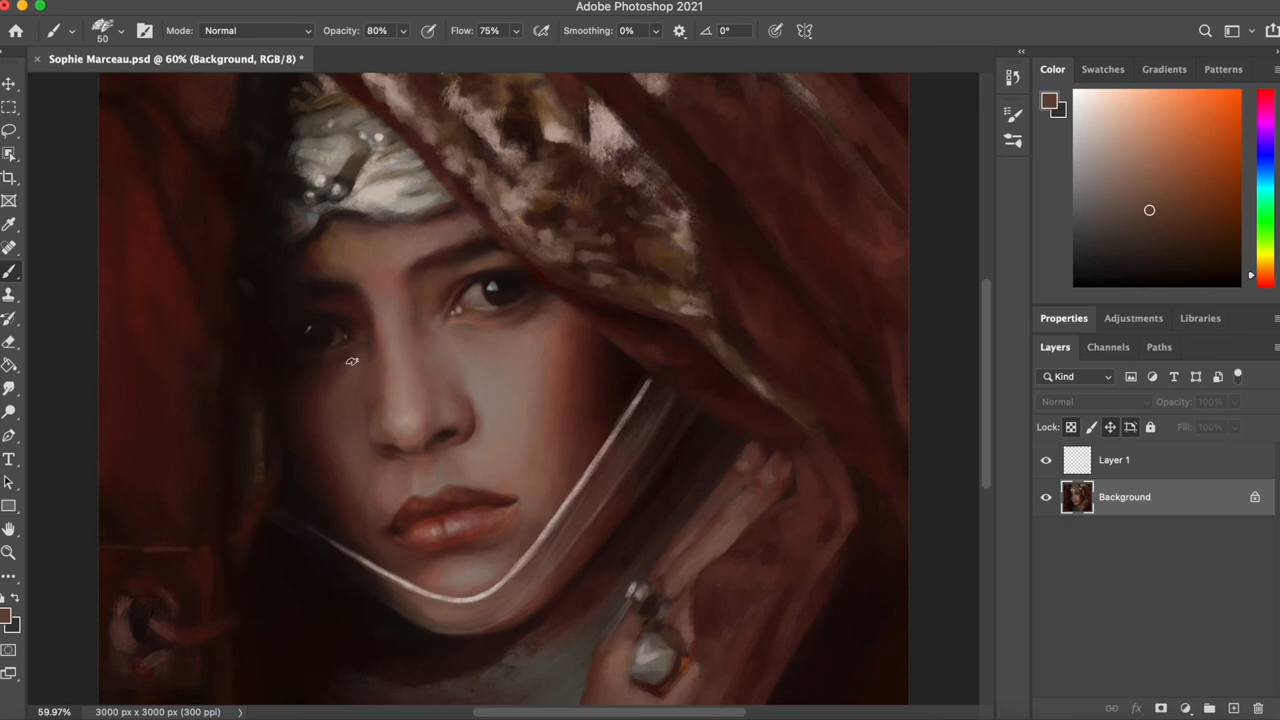 Adobe Photoshop 2021
50 Mode: Normal Opacity: 80% Flow: 75% Smoothing: 0% 0°
Sophie Marceau.psd @ 60% (Background, RGB/8) *
Color Swatches Gradients Patterns
Properties Adjustments Libraries
Layers Channels Paths
Kind
Normal Opacity: 100%
Lock: Fill: 100%
Layer 1
Background
59.97% 3000 px x 3000 px (300 ppi)